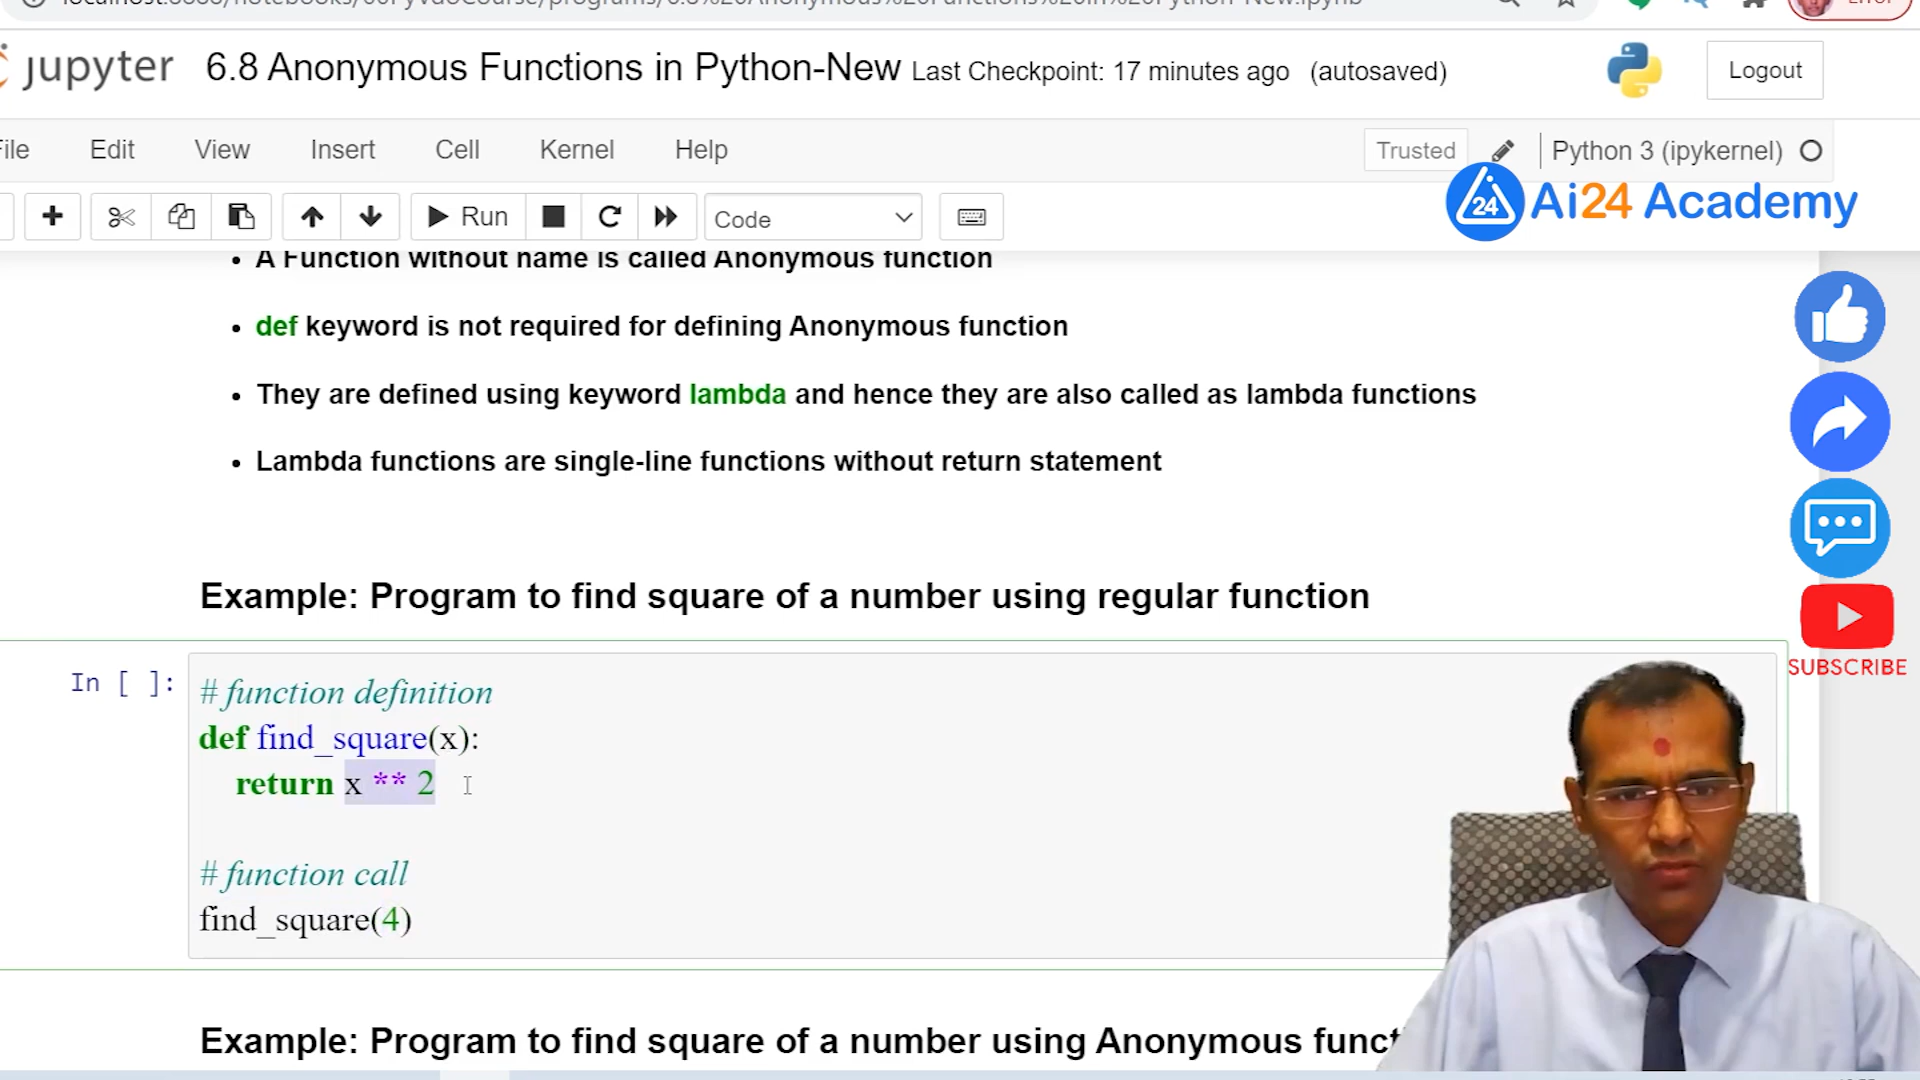 jupyter 6.8 Anonymous Functions in Python-New Last Checkpoint: 17 minutes ago (autosaved)
Logout
Edit View Insert Cell Kernel Help
Trusted Python 3 (ipykernel)
Run Code
24 Ai24 Academy
• A Function without name is called Anonymous function
• def keyword is not required for defining Anonymous function
• They are defined using keyword lambda and hence they are also called as lambda functions
• Lambda functions are single-line functions without return statement
Example: Program to find square of a number using regular function
SUBSCRIBE
In [ ]:
# function definition
def find_square(x):
    return x ** 2
# function call
find_square(4)
Example: Program to find square of a number using Anonymous